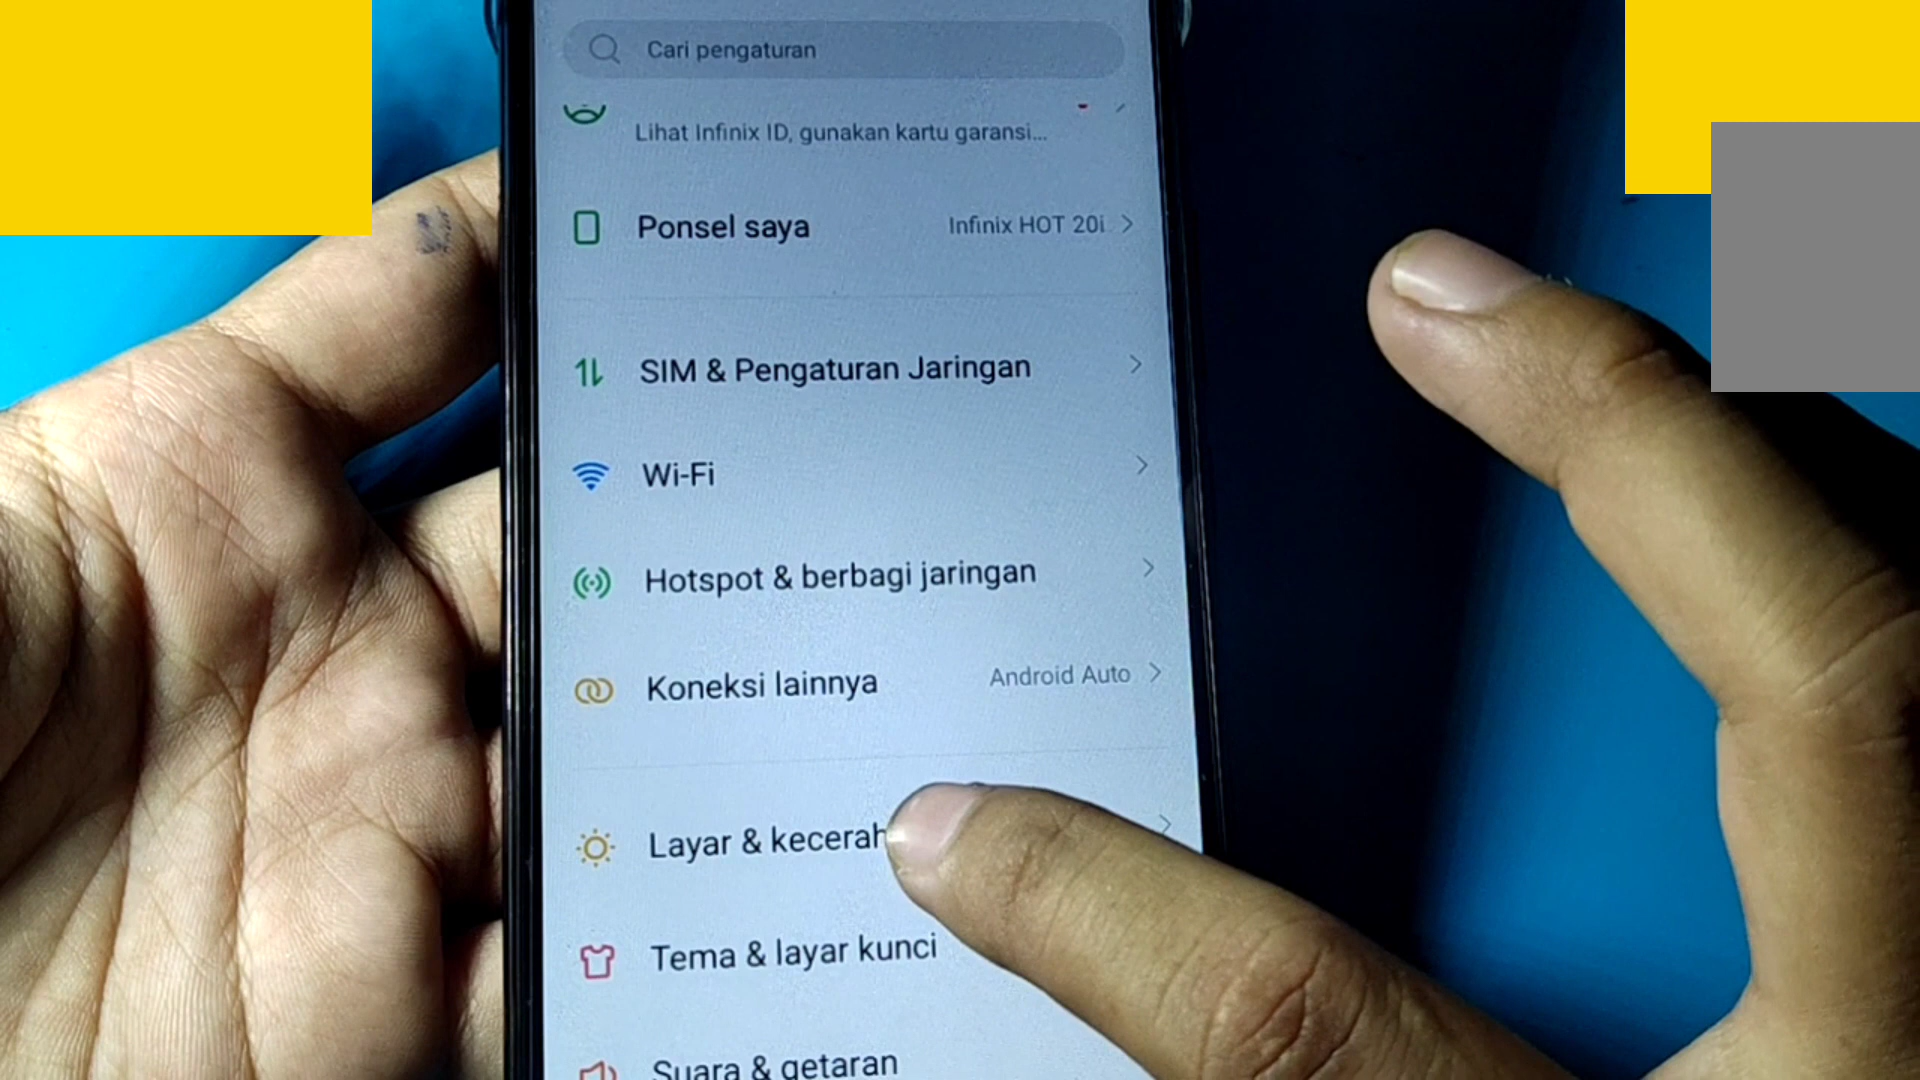 Cari pengaturan
Lihat Infinix ID, gunakan kartu garansi...
Ponsel saya Infinix HOT 20i
SIM & Pengaturan Jaringan
Wi-Fi
Hotspot & berbagi jaringan
Koneksi lainnya Android Auto
Layar & kecerah
Tema & layar kunci
Suara & getaran